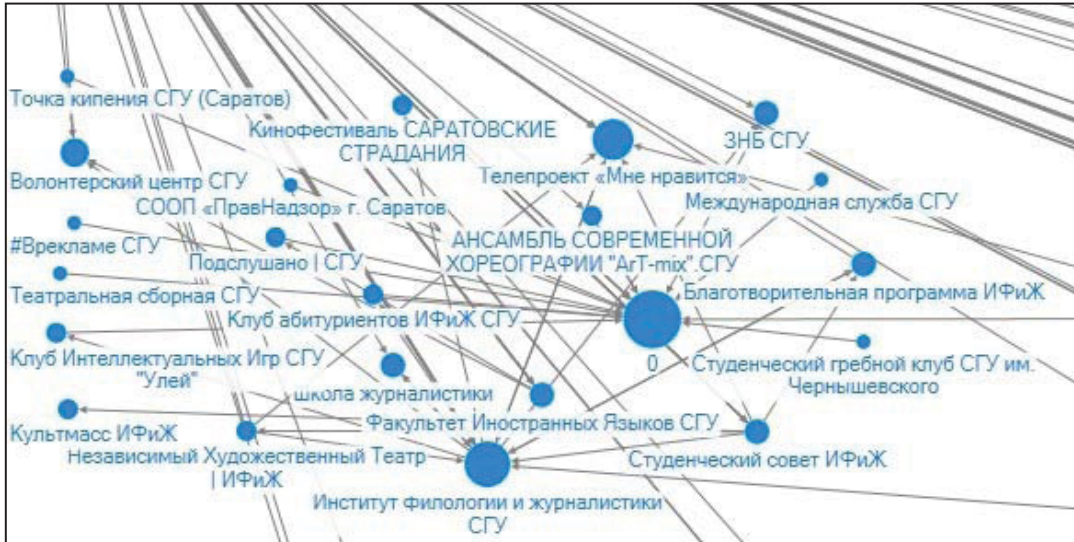 Точка кипения СГУ (Саратов)
Кинофестиваль САРАТОВСКИЕ
СТРАДАНИЯ
ЗНБ СГУ
Волонтерский центр СГУ
Телепроект «Мне нравится»
СООП «ПравНадзор» г. Саратов
Международная служба СГУ
#Врекламе СГУ
Подслушано | СГУ
АНСАМБЛЬ СОВРЕМЕННОЙ
ХОРЕОГРАФИИ "ArT-mix".СГУ
Театральная сборная СГУ
Клуб абитуриентов ИФиЖ СГУ
Благотворительная программа ИФиЖ
Клуб Интеллектуальных Игр СГУ
"Улей"
0
Студенческий гребной клуб СГУ им.
Чернышевского
школа журналистики
Культмасс ИФиЖ
Факультет Иностранных Языков СГУ
Независимый Художественный Театр
| ИФиЖ
Студенческий совет ИФиЖ
Институт филологии и журналистики
СГУ